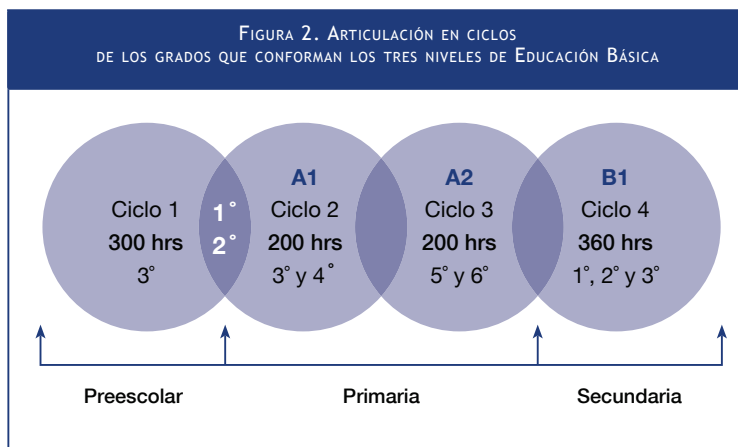 FIGURA 2. ARTICULACIÓN EN CICLOS
DE LOS GRADOS QUE CONFORMAN LOS TRES NIVELES DE EDUCACIÓN BÁSICA
Ciclo 1
300 hrs
3°
1°
2°
A1
Ciclo 2
200 hrs
3° y 4°
A2
Ciclo 3
200 hrs
5° y 6°
B1
Ciclo 4
360 hrs
1°, 2° y 3°
Preescolar
Primaria
Secundaria